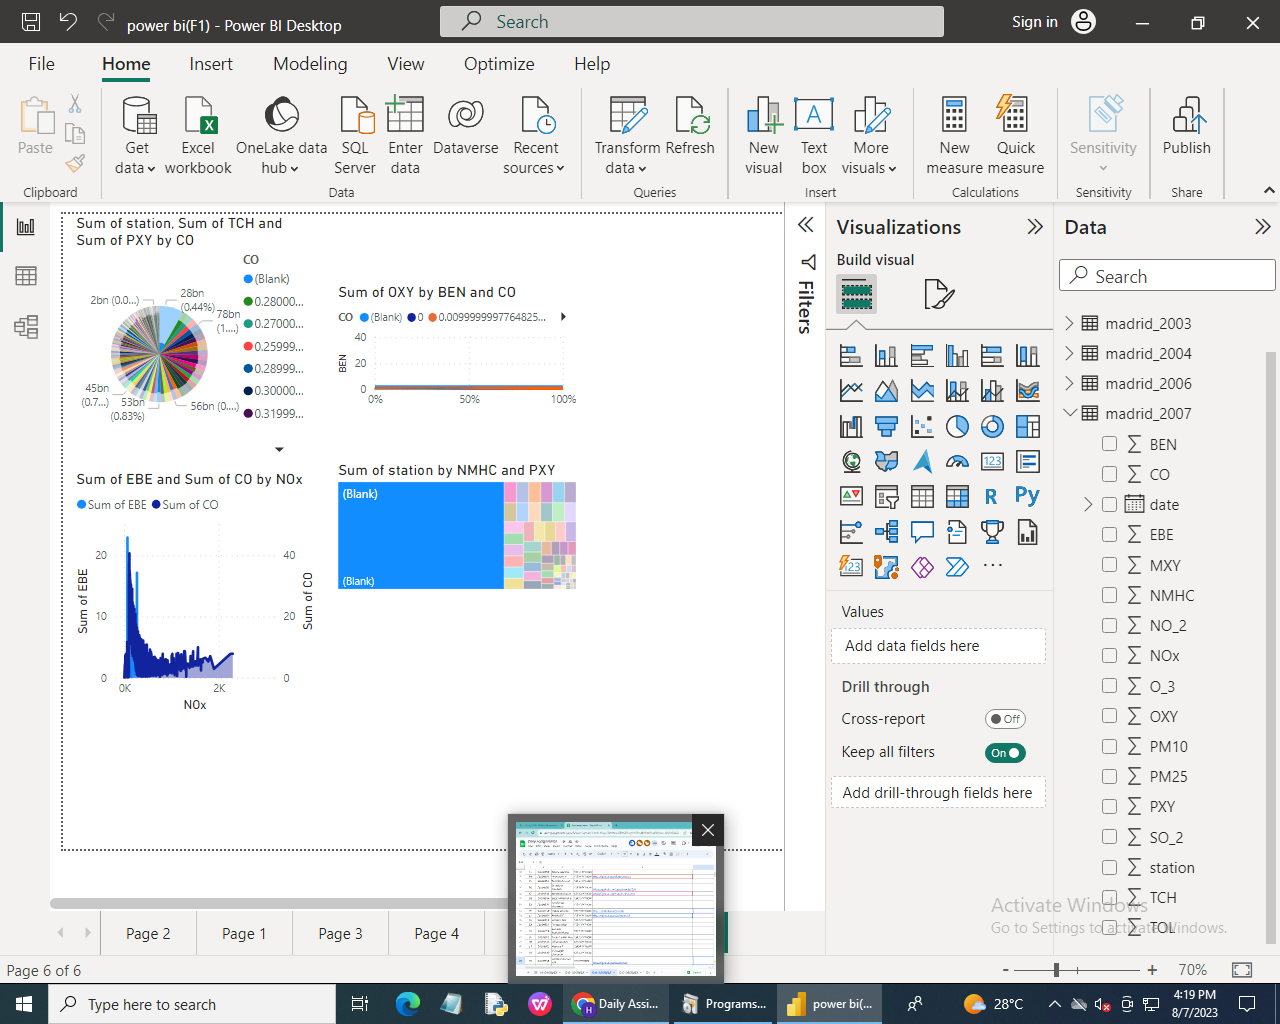 power bi(F1) - Power BI Desktop
Search
Sign in
File
Home
Insert
Modeling
View
Optimize
Help
Paste
Get data
Excel workbook
OneLake data hub
SQL Server
Enter data
Dataverse
Recent sources
Transform data
Refresh
New visual
Text box
More visuals
New measure
Quick measure
Sensitivity
Publish
Clipboard
Data
Queries
Insert
Calculations
Sensitivity
Share
Sum of station, Sum of TCH and
Sum of PXY by CO
CO
(Blank)
0.28000...
0.27000...
0.25999...
0.28999...
0.30000...
0.31999...
2bn (0.0...)
28bn
(0.44%)
78bn
(1....)
45bn
(0.7...)
53bn
(0.83%)
56bn (0....)
Sum of OXY by BEN and CO
CO (Blank) 0 0.0099999997764825...
BEN
40
20
0
0% 50% 100%
Sum of EBE and Sum of CO by NOx
Sum of EBE Sum of CO
Sum of EBE
20
10
0
40
20
0
Sum of CO
0K 2K
NOx
Sum of station by NMHC and PXY
(Blank)
(Blank)
Filters
Visualizations
Build visual
R
Py
123
123
Values
Add data fields here
Drill through
Cross-report Off
Keep all filters On
Add drill-through fields here
Data
Search
madrid_2003
madrid_2004
madrid_2006
madrid_2007
BEN
CO
date
EBE
MXY
NMHC
NO_2
NOx
O_3
OXY
PM10
PM25
PXY
SO_2
station
TCH
TOL
Activate Windows
Go to Settings to activate Windows.
Page 2
Page 1
Page 3
Page 4
Page 6 of 6
- + 70%
Type here to search
Daily Assi...
Programs...
power bi(...
28°C
4:19 PM
8/7/2023